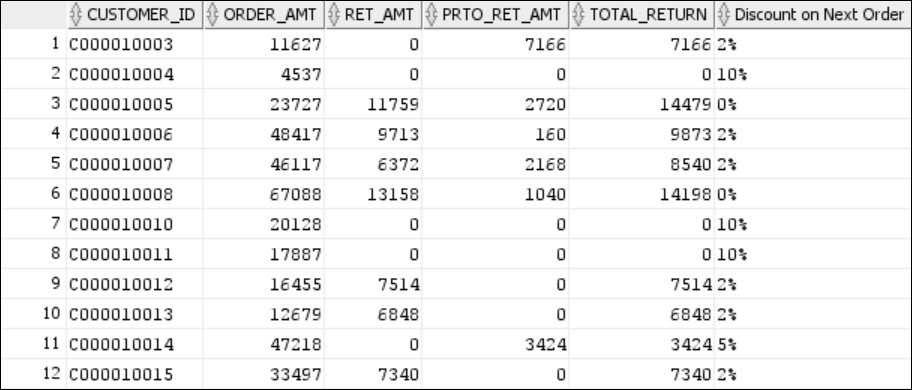 CUSTOMER_ID ORDER_AMT RET_AMT PRTO_RET_AMT TOTAL_RETURN Discount on Next Order
1 C000010003 11627 0 7166 7166 2%
2 C000010004 4537 0 0 0 10%
3 C000010005 23727 11759 2720 14479 0%
4 C000010006 48417 9713 160 9873 2%
5 C000010007 46117 6372 2168 8540 2%
6 C000010008 67088 13158 1040 14198 0%
7 C000010010 20128 0 0 0 10%
8 C000010011 17887 0 0 0 10%
9 C000010012 16455 7514 0 7514 2%
10 C000010013 12679 6848 0 6848 2%
11 C000010014 47218 0 3424 3424 5%
12 C000010015 33497 7340 0 7340 2%